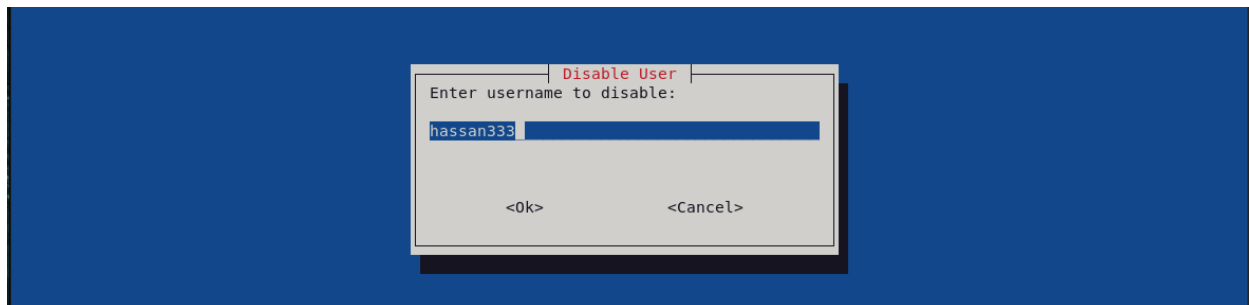 Disable User
Enter username to disable:
hassan333
<Ok> <Cancel>